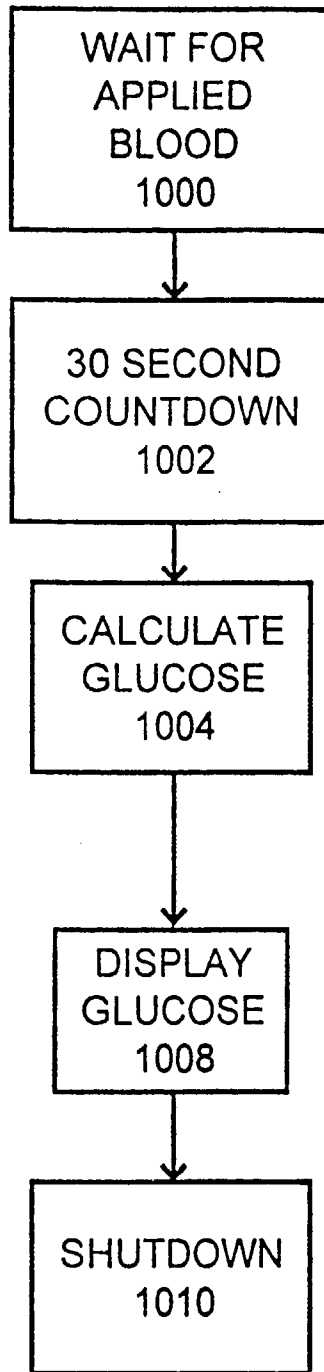 WAIT FOR
APPLIED
BLOOD
1000
30 SECOND
COUNTDOWN
1002
CALCULATE
GLUCOSE
1004
DISPLAY
GLUCOSE
1008
SHUTDOWN
1010